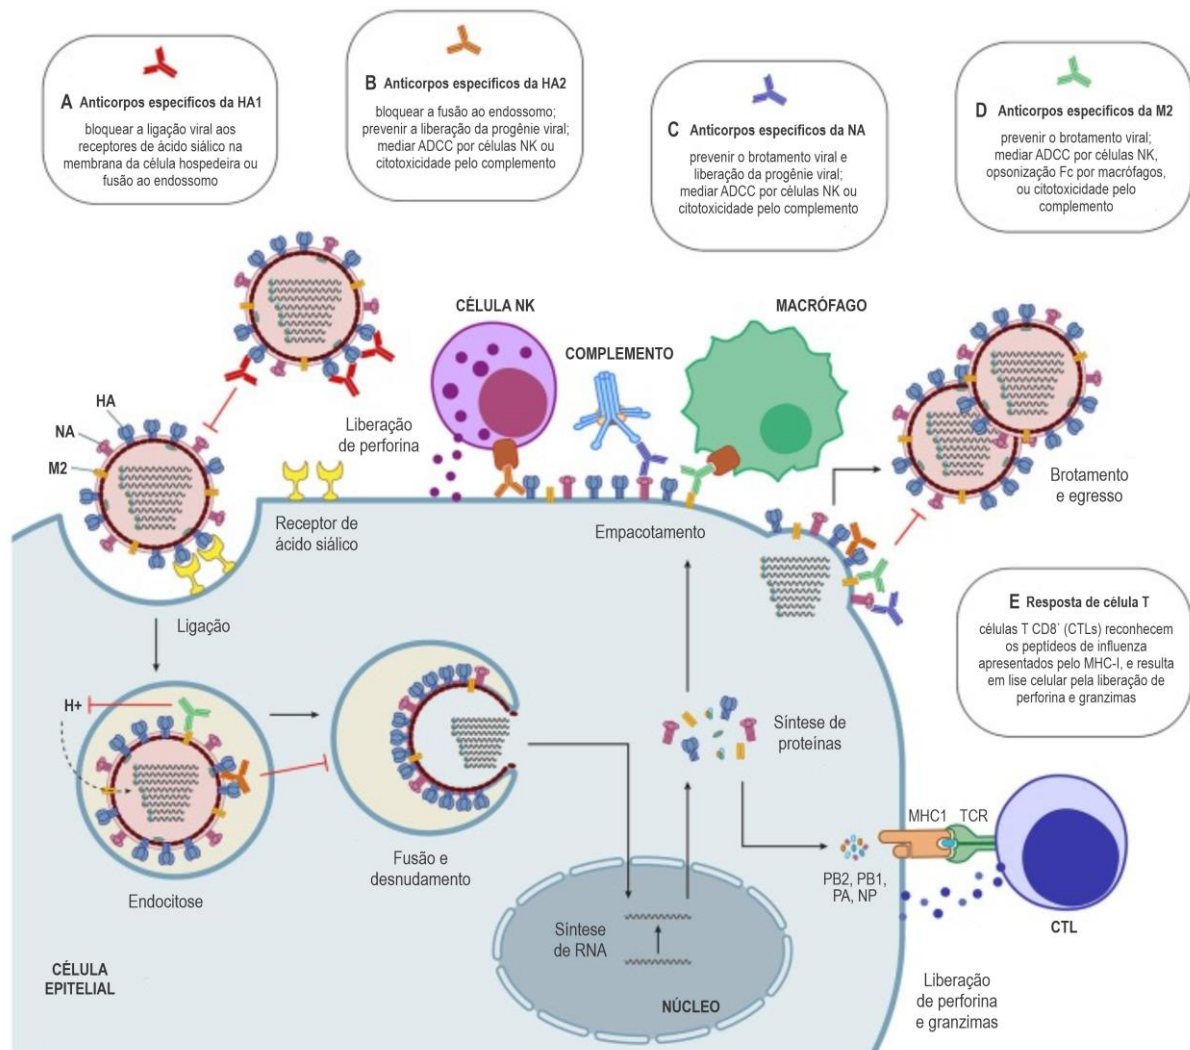 A Anticorpos específicos da HA1
bloquear a ligação viral aos
receptores de ácido siálico na
membrana da célula hospedeira ou
fusão ao endossomo
B Anticorpos específicos da HA2
bloquear a fusão ao endossomo;
prevenir a liberação da progênie viral;
mediar ADCC por células NK ou
citotoxicidade pelo complemento
C Anticorpos específicos da NA
prevenir o brotamento viral e
liberação da progênie viral;
mediar ADCC por células NK ou
citotoxicidade pelo complemento
D Anticorpos específicos da M2
prevenir o brotamento viral;
mediar ADCC por células NK,
opsonização Fc por macrófagos,
ou citotoxicidade pelo
complemento
CÉLULA NK
MACRÓFAGO
COMPLEMENTO
HA
NA
M2
Liberação
de perforina
Receptor de
ácido siálico
Empacotamento
Brotamento
e egresso
Ligação
E Resposta de célula T
células T CD8⁺ (CTLs) reconhecem
os peptídeos de influenza
apresentados pelo MHC-I, e resulta
em lise celular pela liberação de
perforina e granzimas
H+
Síntese de
proteínas
Endocitose
Fusão e
desnudamento
MHC1 TCR
PB2, PB1,
PA, NP
CTL
Síntese
de RNA
NÚCLEO
CÉLULA
EPITELIAL
Liberação
de perforina
e granzimas